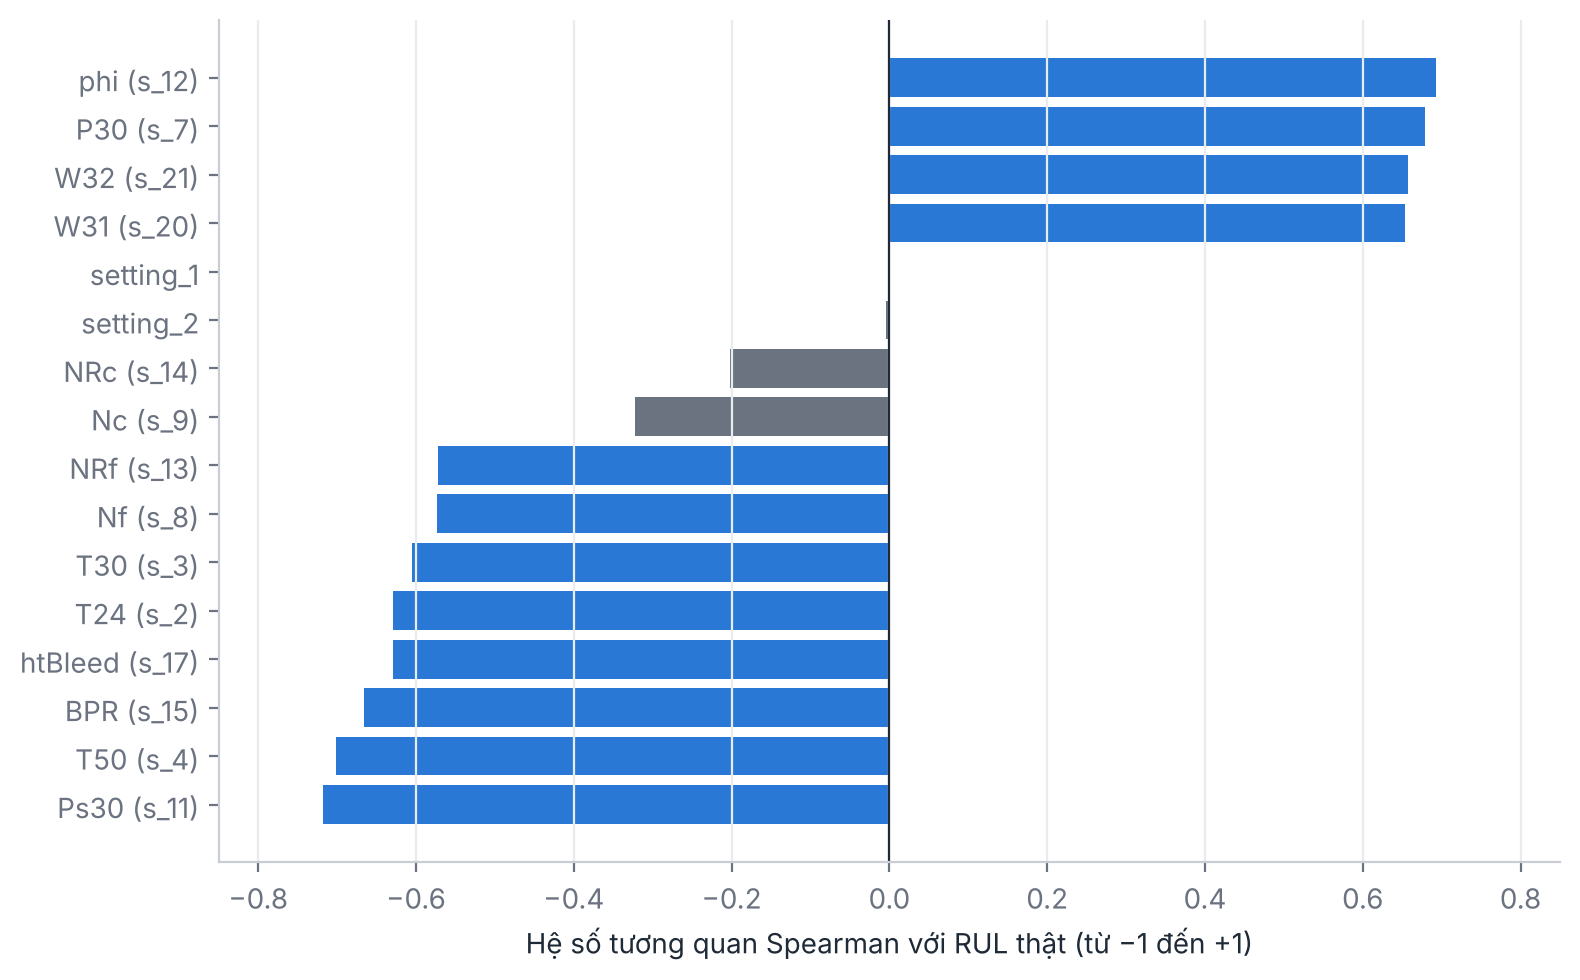 phi (s_12)
P30 (s_7)
W32 (s_21)
W31 (s_20)
setting_1
setting_2
NRc (s_14)
Nc (s_9)
NRf (s_13)
Nf (s_8)
T30 (s_3)
T24 (s_2)
htBleed (s_17)
BPR (s_15)
T50 (s_4)
Ps30 (s_11)
−0.8 −0.6 −0.4 −0.2 0.0 0.2 0.4 0.6 0.8
Hệ số tương quan Spearman với RUL thật (từ −1 đến +1)